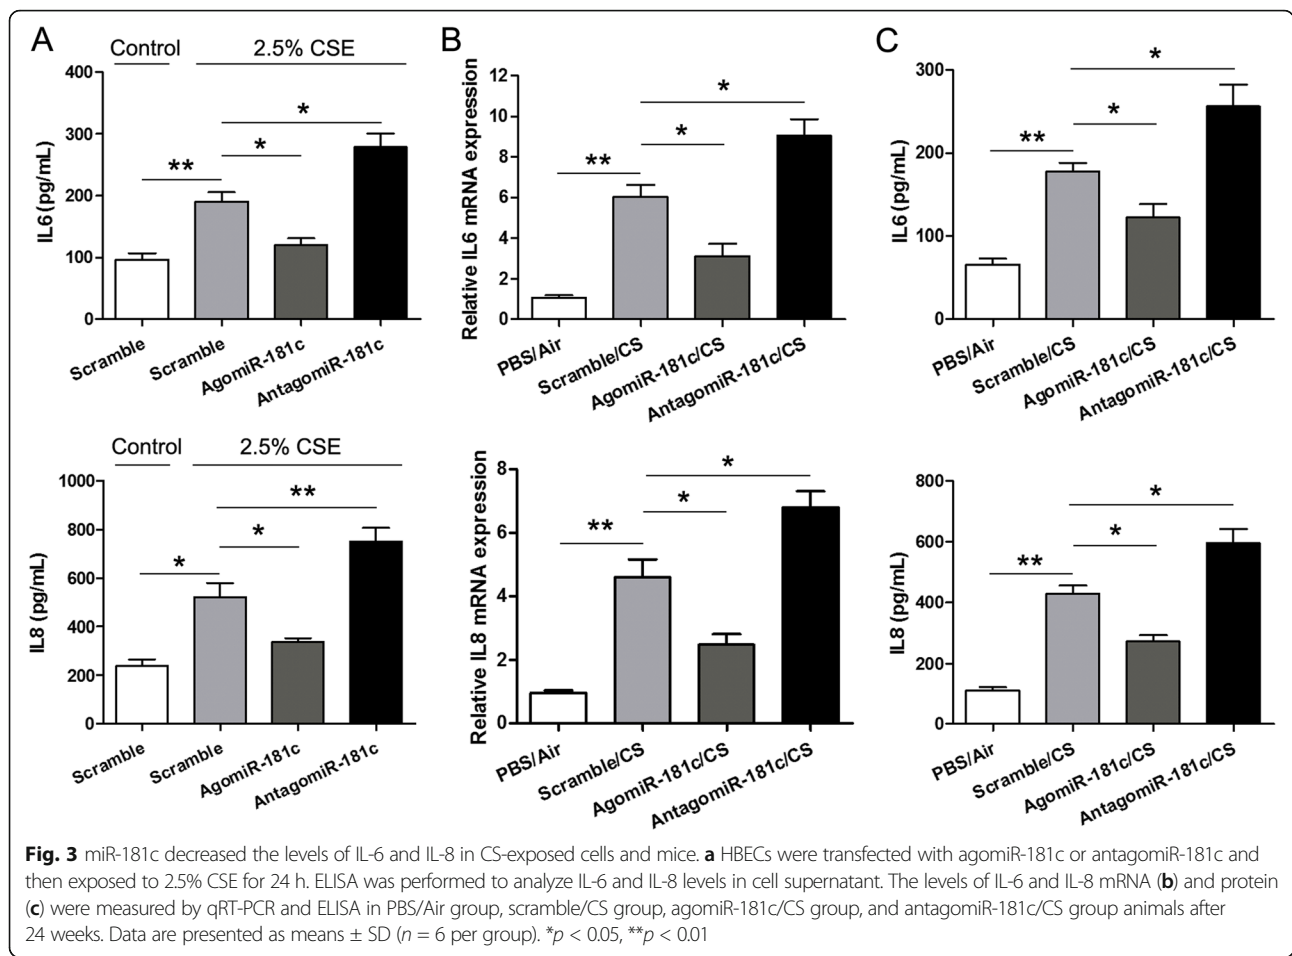 A
Control
2.5% CSE
IL6 (pg/mL)
400
300
200
100
0
**
*
*
Scramble
Scramble
AgomiR-181c
AntagomiR-181c
B
Relative IL6 mRNA expression
12
10
8
6
4
2
0
**
*
*
PBS/Air
Scramble/CS
AgomiR-181c/CS
AntagomiR-181c/CS
C
IL6 (pg/mL)
300
200
100
0
**
*
*
PBS/Air
Scramble/CS
AgomiR-181c/CS
AntagomiR-181c/CS
Control
2.5% CSE
IL8 (pg/mL)
1000
800
600
400
200
0
*
*
**
Scramble
Scramble
AgomiR-181c
AntagomiR-181c
Relative IL8 mRNA expression
8
6
4
2
0
**
*
*
PBS/Air
Scramble/CS
AgomiR-181c/CS
AntagomiR-181c/CS
IL8 (pg/mL)
800
600
400
200
0
**
*
*
PBS/Air
Scramble/CS
AgomiR-181c/CS
AntagomiR-181c/CS
Fig. 3 miR-181c decreased the levels of IL-6 and IL-8 in CS-exposed cells and mice. a HBECs were transfected with agomiR-181c or antagomiR-181c and
then exposed to 2.5% CSE for 24 h. ELISA was performed to analyze IL-6 and IL-8 levels in cell supernatant. The levels of IL-6 and IL-8 mRNA (b) and protein
(c) were measured by qRT-PCR and ELISA in PBS/Air group, scramble/CS group, agomiR-181c/CS group, and antagomiR-181c/CS group animals after
24 weeks. Data are presented as means ± SD (n = 6 per group). *p < 0.05, **p < 0.01